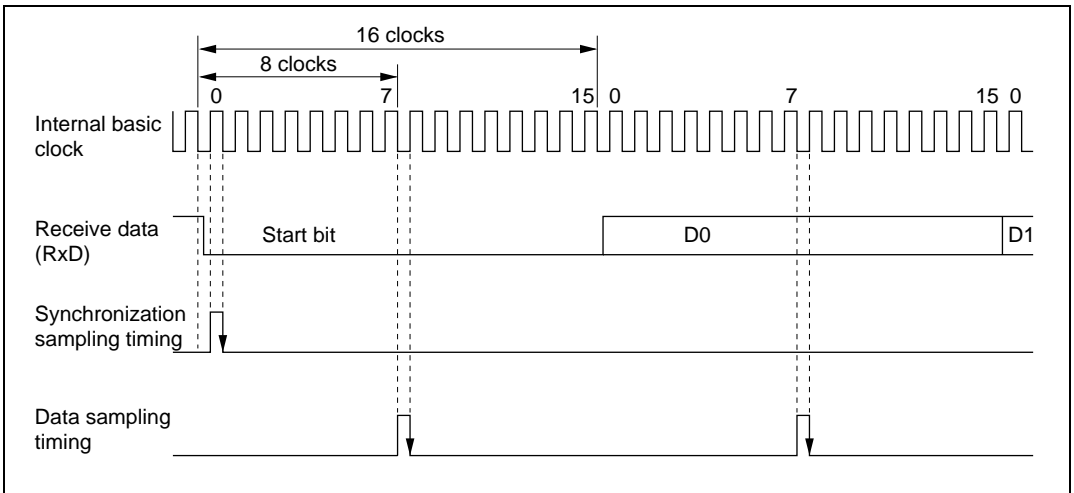 16 clocks
8 clocks
0 7 15 0 7 15 0
Internal basic
clock
Receive data
(RxD)
Start bit D0 D1
Synchronization
sampling timing
Data sampling
timing